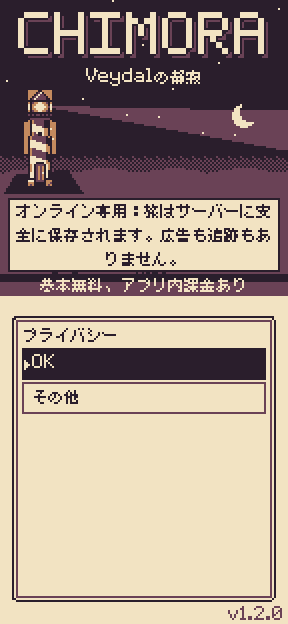 CHIMORA
Veydalの探索
オンライン専用：旅はサーバーに安
全に保存されます。広告も追跡もあ
りません。
基本無料、アプリ内課金あり
プライバシー
OK
その他
v1.2.0